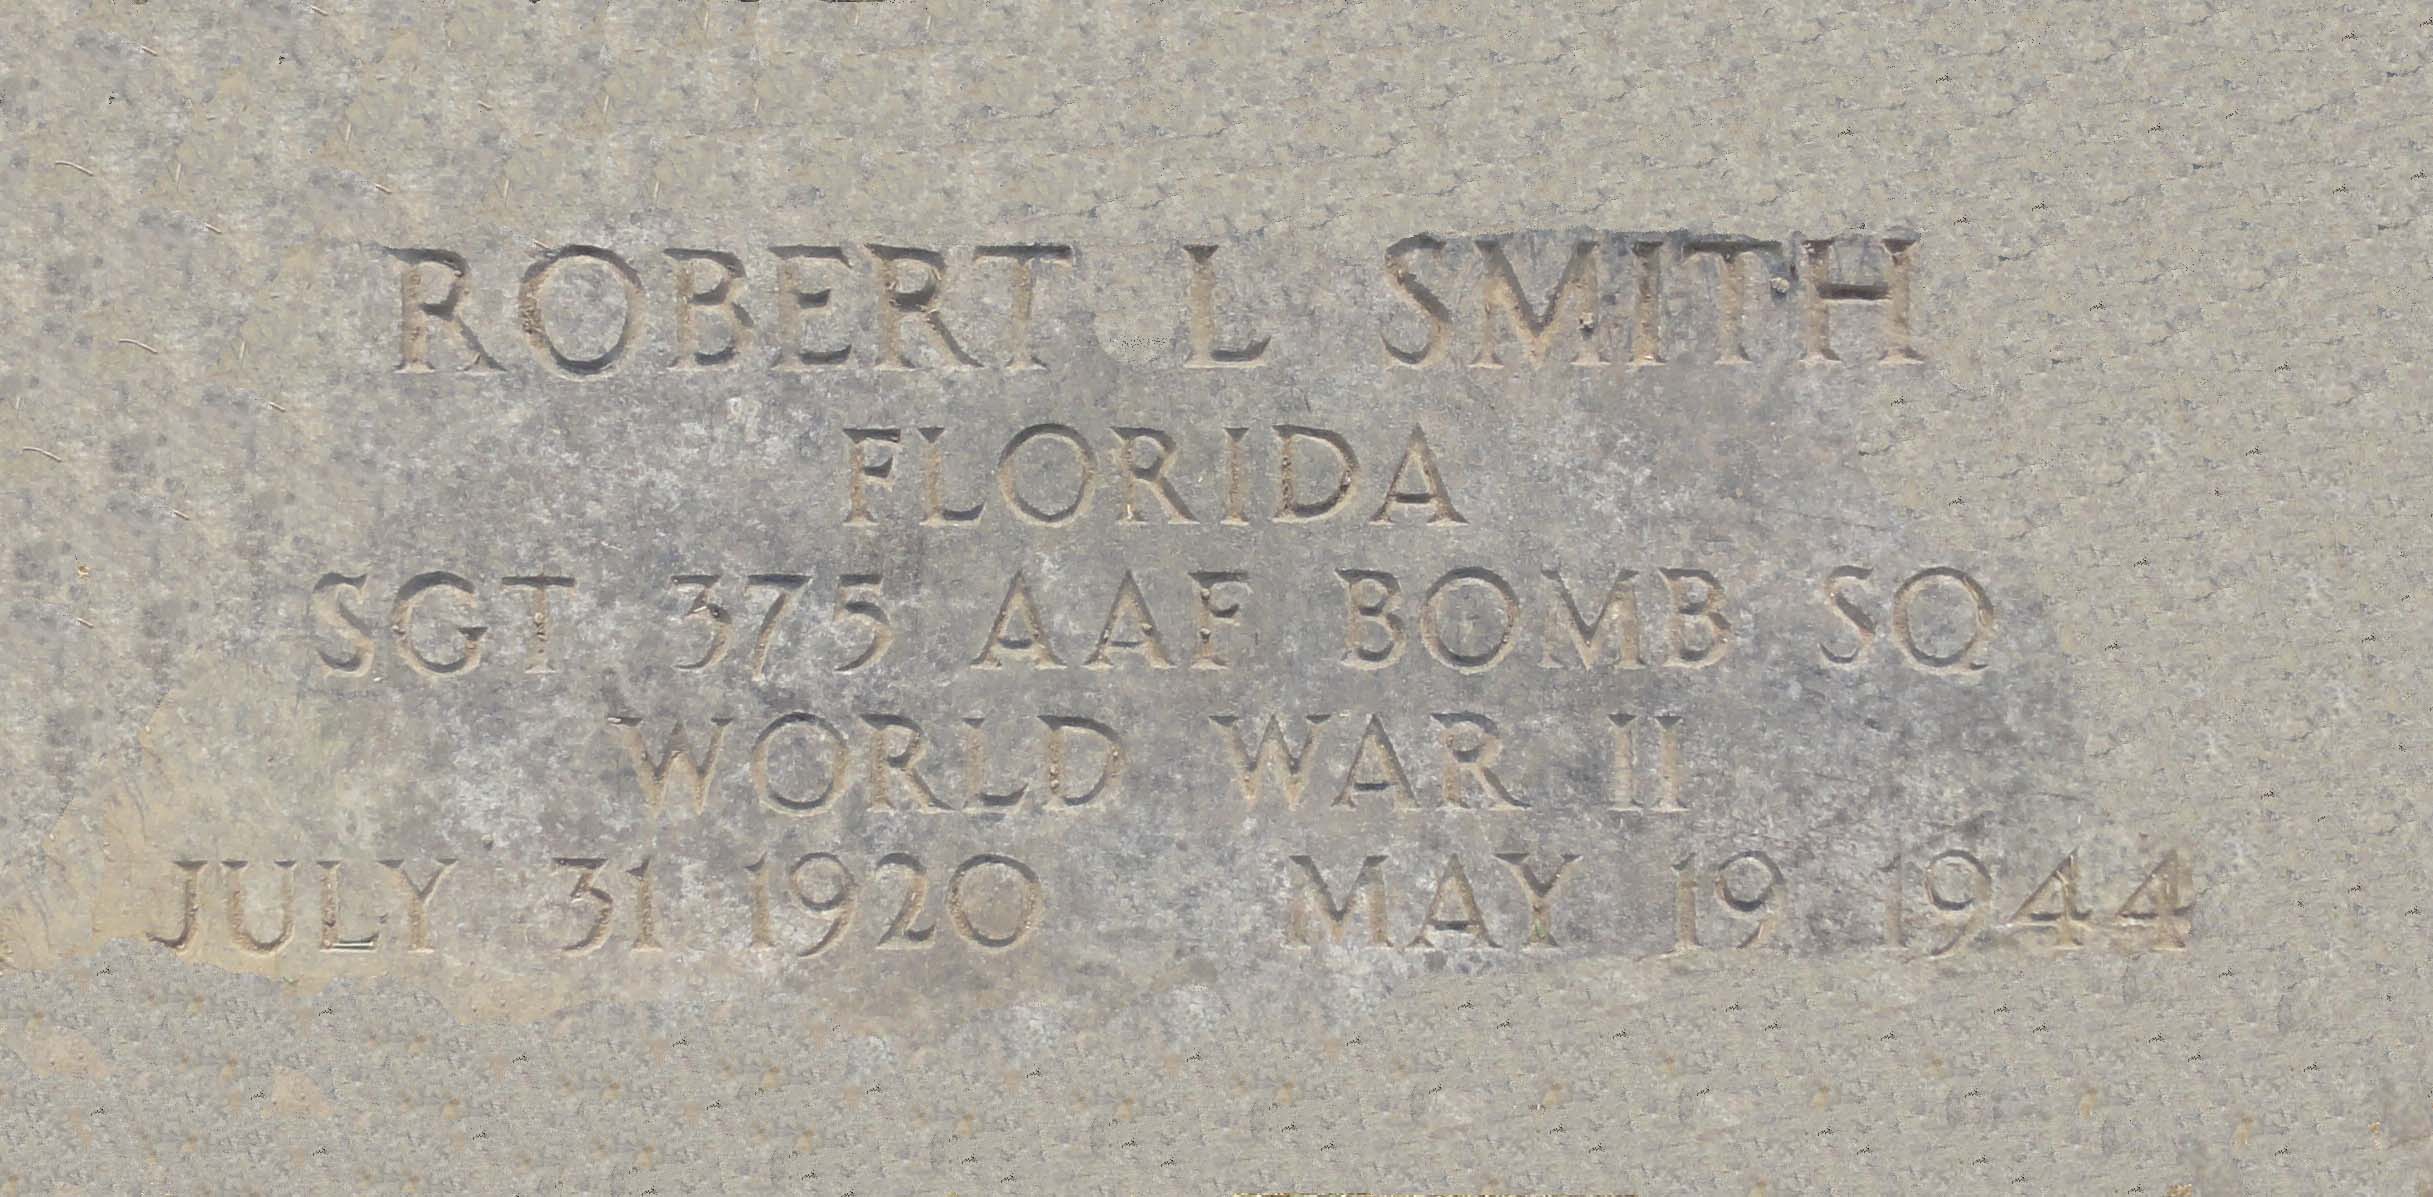 ROBERT L SMITH
FLORIDA
SGT 375 AAF BOMB SQ
WORLD WAR II
JULY 31 1920 MAY 19 1944